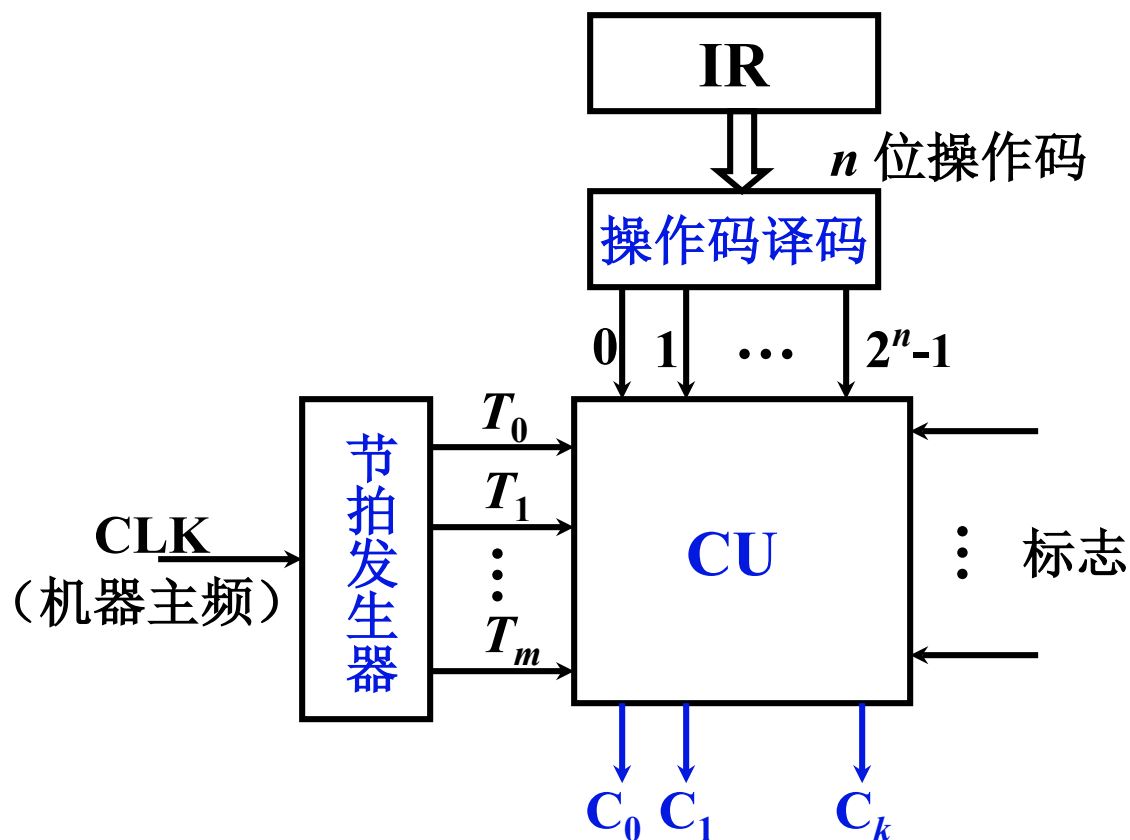 IR
n 位操作码
操作码译码
0 1 … 2ⁿ-1
T₀
T₁
⋮
Tₘ
节拍发生器
CLK
（机器主频）
CU
⋮
标志
C₀ C₁ Cₖ